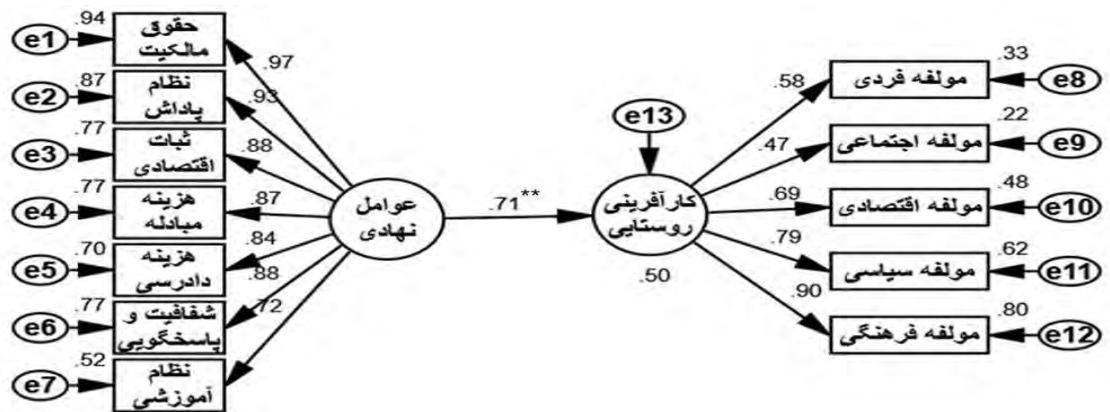 e1
.94
حقوق
مالکیت
.97
e2
.87
نظام
پاداش
.93
e3
.77
ثبات
اقتصادی
.88
e4
.77
هزینه
مبادله
.87
e5
.70
هزینه
دادرسی
.84
e6
.77
شفافیت و
پاسخگویی
.88
e7
.52
نظام
آموزشی
.72
عوامل
نهادی
.71**
e13
کارآفرینی
روستایی
.50
.58
مولفه فردی
.33
e8
.47
مولفه اجتماعی
.22
e9
.69
مولفه اقتصادی
.48
e10
.79
مولفه سیاسی
.62
e11
.90
مولفه فرهنگی
.80
e12